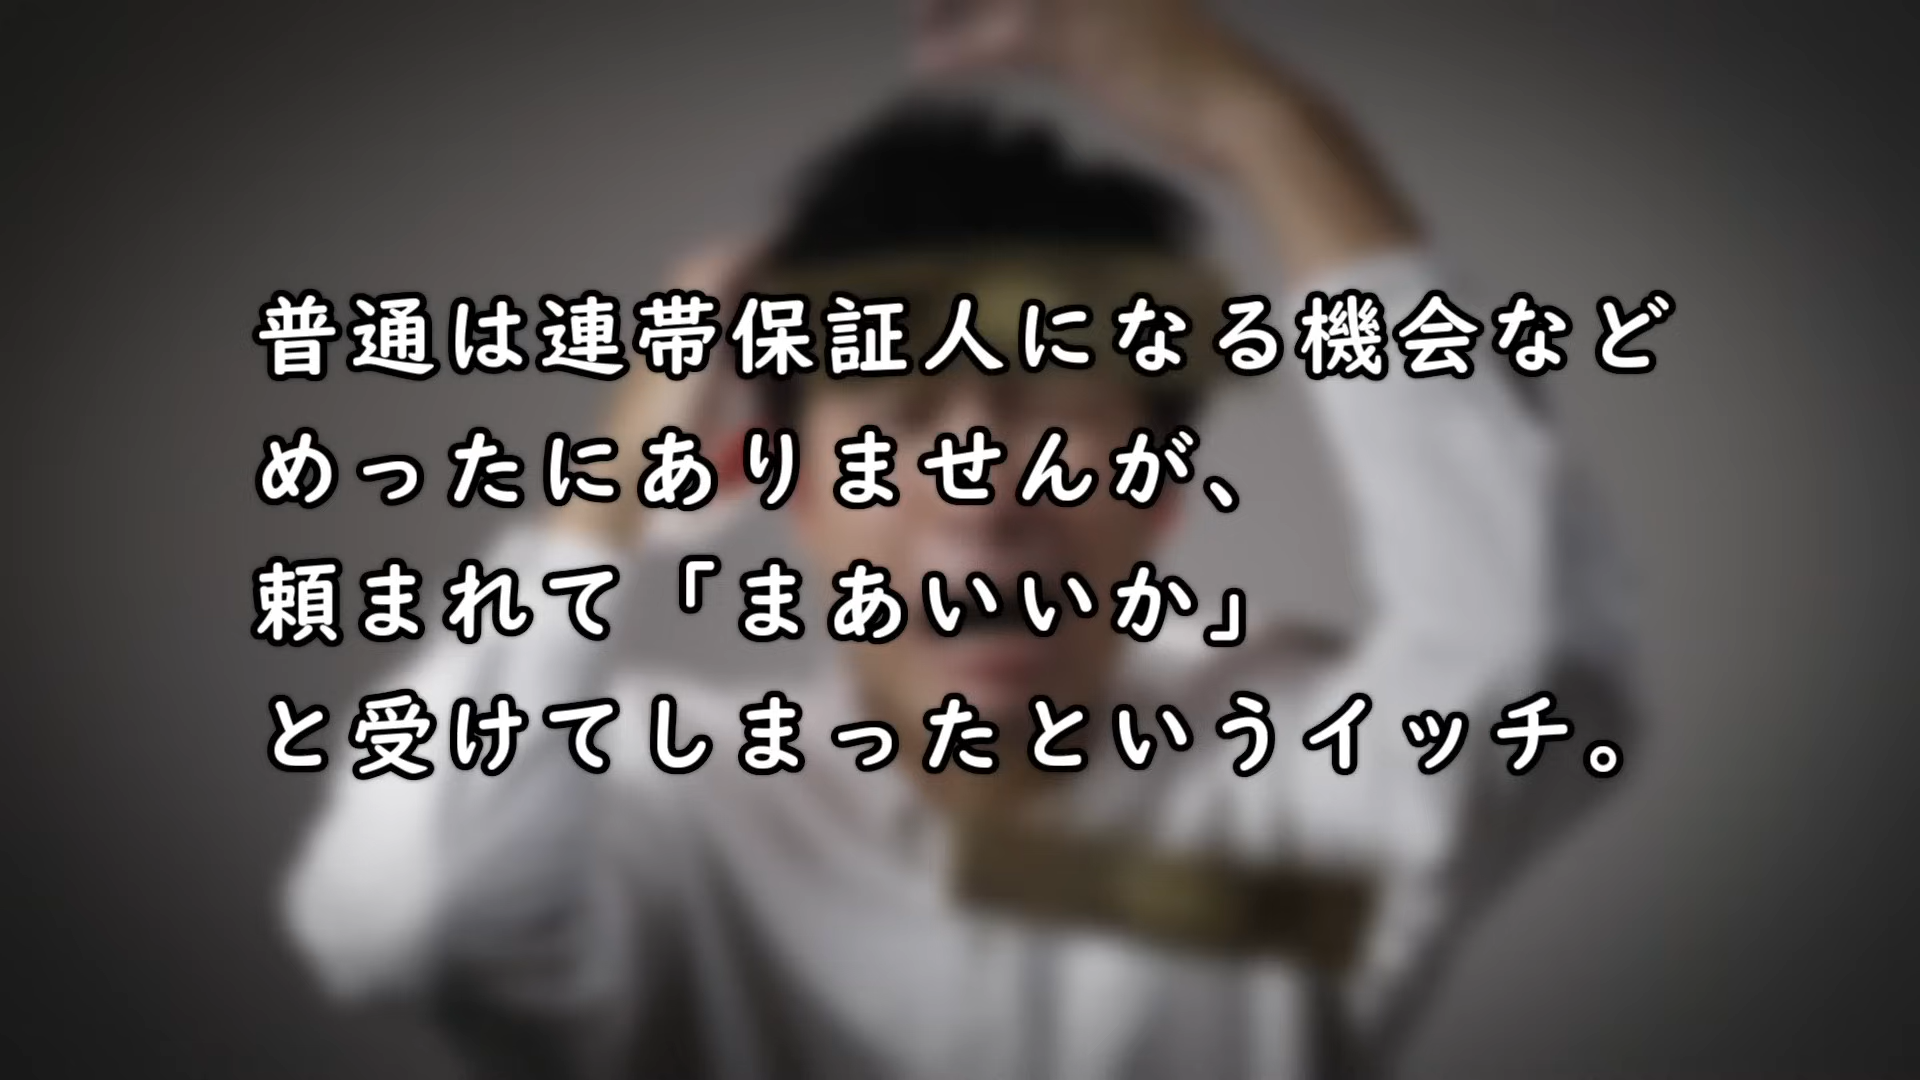 普通は連帯保証人になる機会など
めったにありませんが、
頼まれて「まあいいか」
と受けてしまったというイッチ。